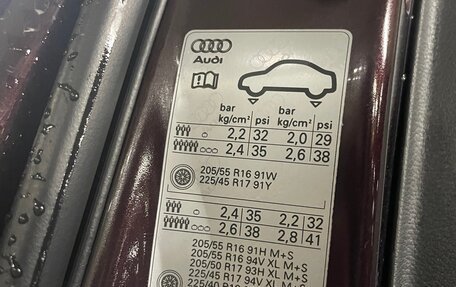 Audi
bar psi bar psi
kg/cm² kg/cm²
2,2 32 2,0 29
2,4 35 2,6 38
205/55 R16 91W
225/45 R17 91Y
2,4 35 2,2 32
2,6 38 2,8 41
205/55 R16 91H M+S
205/55 R16 94V XL M+S
205/50 R17 93H XL M+S
225/45 R17 94V XL M+S
225/40 R18